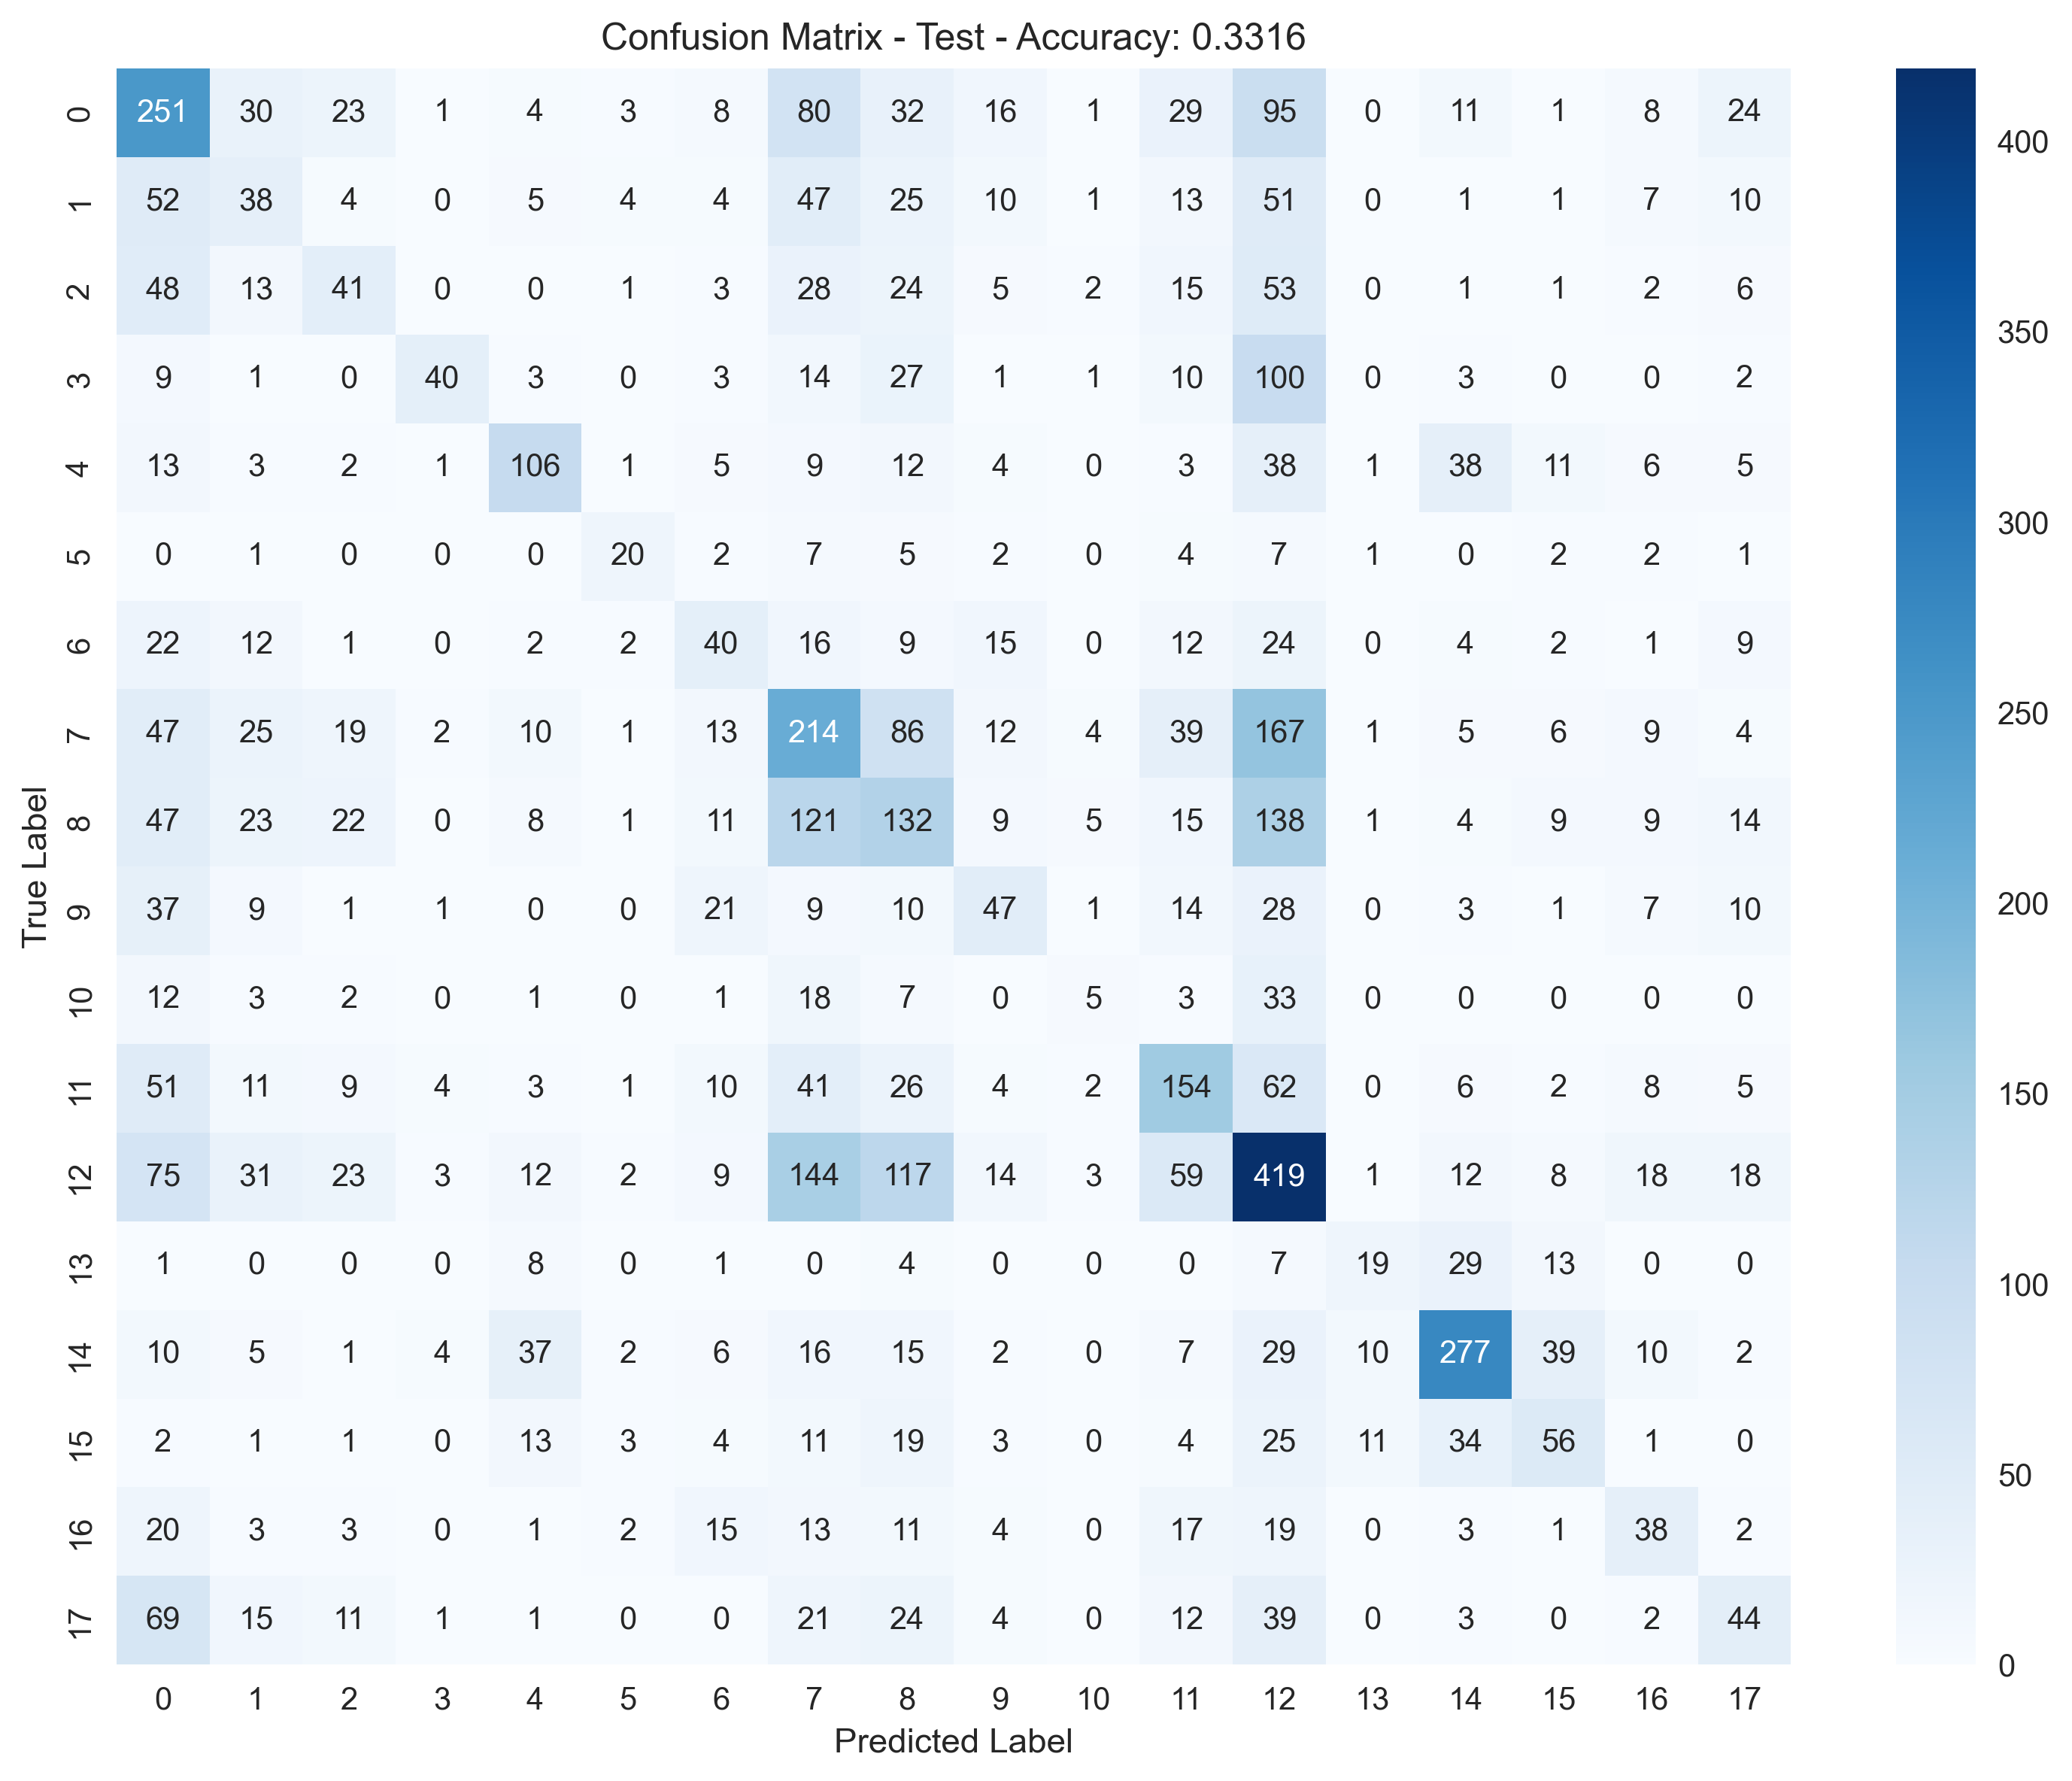 Confusion Matrix - Test - Accuracy: 0.3316
0 251 30 23 1 4 3 8 80 32 16 1 29 95 0 11 1 8 24
1 52 38 4 0 5 4 4 47 25 10 1 13 51 0 1 1 7 10
2 48 13 41 0 0 1 3 28 24 5 2 15 53 0 1 1 2 6
3 9 1 0 40 3 0 3 14 27 1 1 10 100 0 3 0 0 2
4 13 3 2 1 106 1 5 9 12 4 0 3 38 1 38 11 6 5
5 0 1 0 0 0 20 2 7 5 2 0 4 7 1 0 2 2 1
6 22 12 1 0 2 2 40 16 9 15 0 12 24 0 4 2 1 9
7 47 25 19 2 10 1 13 214 86 12 4 39 167 1 5 6 9 4
8 47 23 22 0 8 1 11 121 132 9 5 15 138 1 4 9 9 14
9 37 9 1 1 0 0 21 9 10 47 1 14 28 0 3 1 7 10
10 12 3 2 0 1 0 1 18 7 0 5 3 33 0 0 0 0 0
11 51 11 9 4 3 1 10 41 26 4 2 154 62 0 6 2 8 5
12 75 31 23 3 12 2 9 144 117 14 3 59 419 1 12 8 18 18
13 1 0 0 0 8 0 1 0 4 0 0 0 7 19 29 13 0 0
14 10 5 1 4 37 2 6 16 15 2 0 7 29 10 277 39 10 2
15 2 1 1 0 13 3 4 11 19 3 0 4 25 11 34 56 1 0
16 20 3 3 0 1 2 15 13 11 4 0 17 19 0 3 1 38 2
17 69 15 11 1 1 0 0 21 24 4 0 12 39 0 3 0 2 44
0 1 2 3 4 5 6 7 8 9 10 11 12 13 14 15 16 17
Predicted Label
True Label
400
350
300
250
200
150
100
50
0